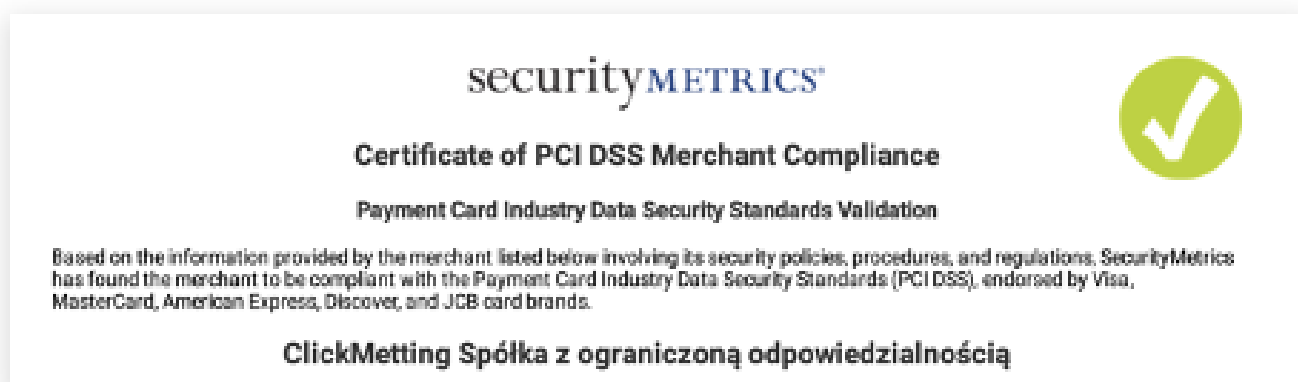 securityMETRICS®
Certificate of PCI DSS Merchant Compliance
Payment Card Industry Data Security Standards Validation
Based on the information provided by the merchant listed below involving its security policies, procedures, and regulations, SecurityMetrics
has found the merchant to be compliant with the Payment Card Industry Data Security Standards (PCI DSS), endorsed by Visa,
MasterCard, American Express, Discover, and JCB card brands.
ClickMetting Spółka z ograniczoną odpowiedzialnością